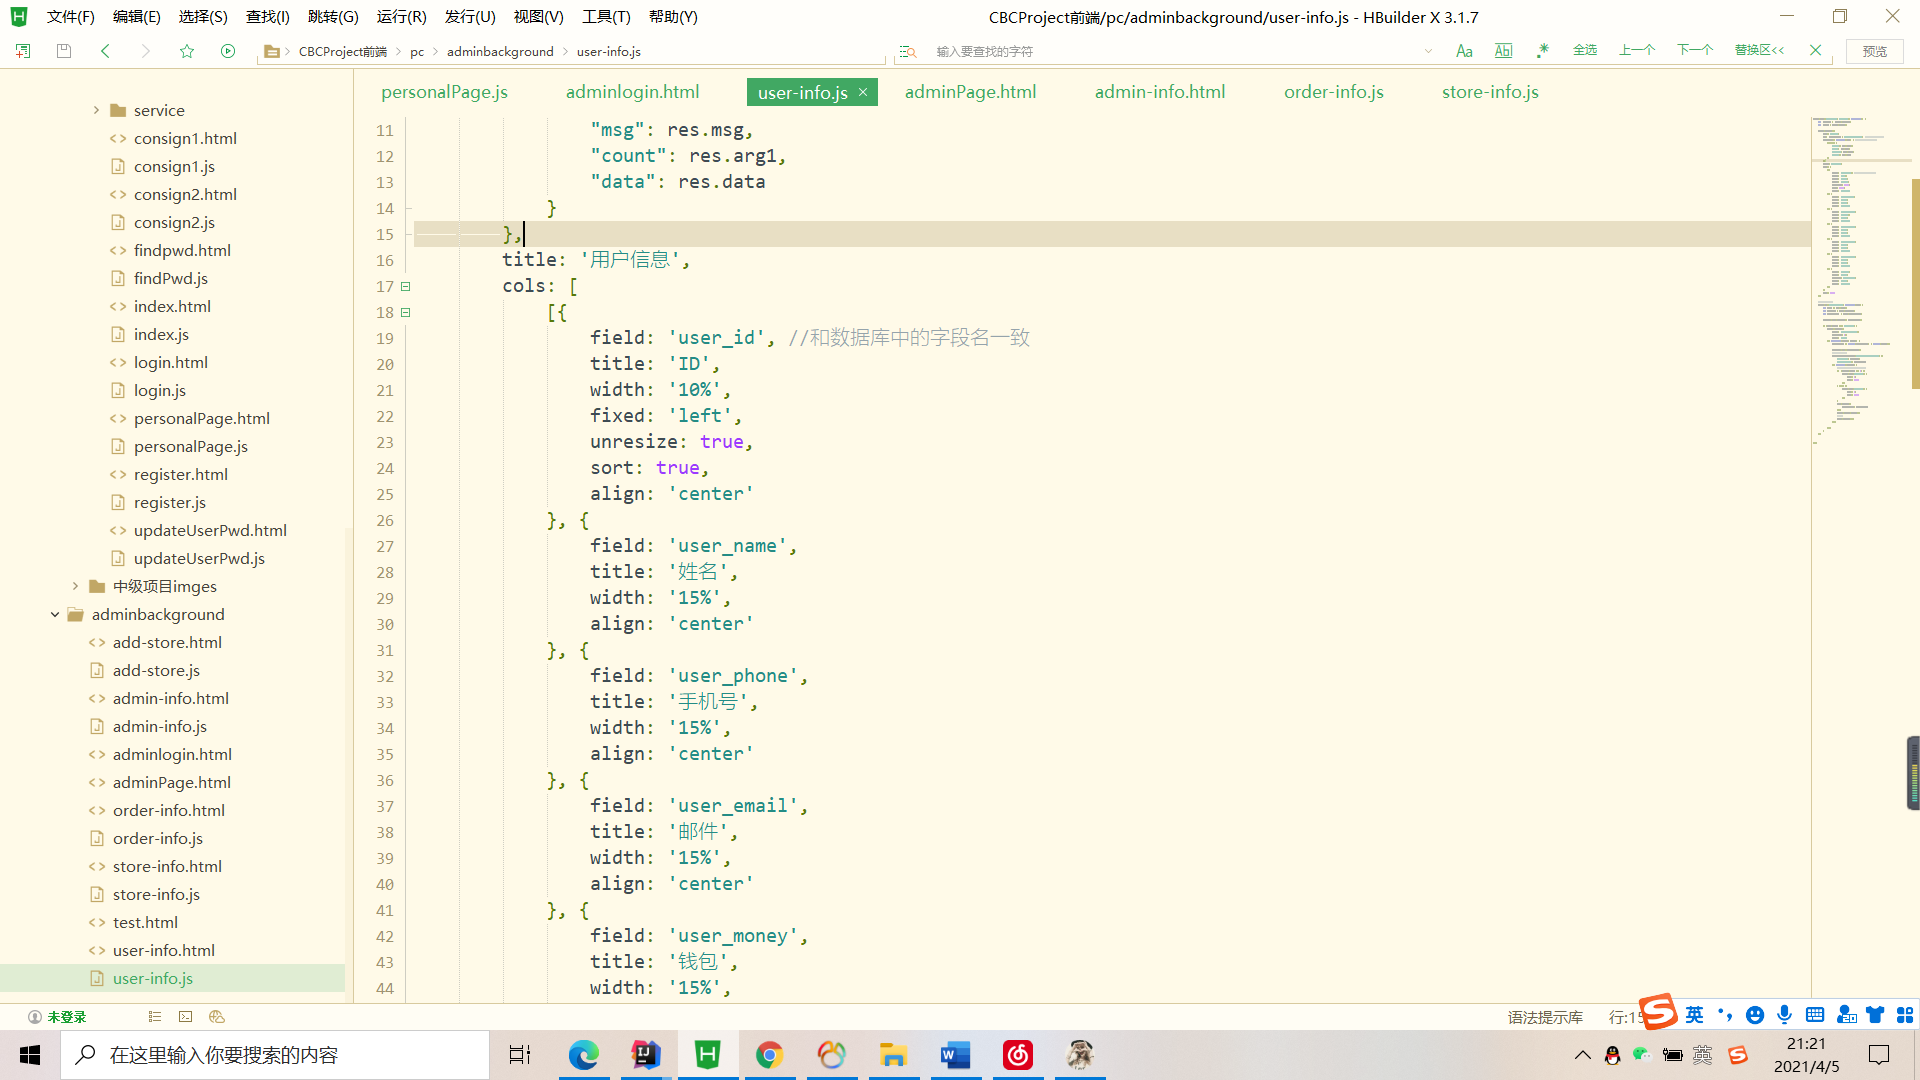 文件(F) 编辑(E) 选择(S) 查找(I) 跳转(G) 运行(R) 发行(U) 视图(V) 工具(T) 帮助(Y)
CBCProject前端/pc/adminbackground/user-info.js - HBuilder X 3.1.7
CBCProject前端 pc adminbackground user-info.js
输入要查找的字符
Aa Ab| .* 全选 上一个 下一个 替换区<< 预览
personalPage.js adminlogin.html user-info.js adminPage.html admin-info.html order-info.js store-info.js
service
consign1.html
consign1.js
consign2.html
consign2.js
findpwd.html
findPwd.js
index.html
index.js
login.html
login.js
personalPage.html
personalPage.js
register.html
register.js
updateUserPwd.html
updateUserPwd.js
中级项目imges
adminbackground
add-store.html
add-store.js
admin-info.html
admin-info.js
adminlogin.html
adminPage.html
order-info.html
order-info.js
store-info.html
store-info.js
test.html
user-info.html
user-info.js
11 "msg": res.msg,
12 "count": res.arg1,
13 "data": res.data
14 }
15 },
16 title: '用户信息',
17 cols: [
18 [{
19 field: 'user_id', //和数据库中的字段名一致
20 title: 'ID',
21 width: '10%',
22 fixed: 'left',
23 unresize: true,
24 sort: true,
25 align: 'center'
26 }, {
27 field: 'user_name',
28 title: '姓名',
29 width: '15%',
30 align: 'center'
31 }, {
32 field: 'user_phone',
33 title: '手机号',
34 width: '15%',
35 align: 'center'
36 }, {
37 field: 'user_email',
38 title: '邮件',
39 width: '15%',
40 align: 'center'
41 }, {
42 field: 'user_money',
43 title: '钱包',
44 width: '15%',
未登录
语法提示库 行:15
英
在这里输入你要搜索的内容
英
21:21
2021/4/5